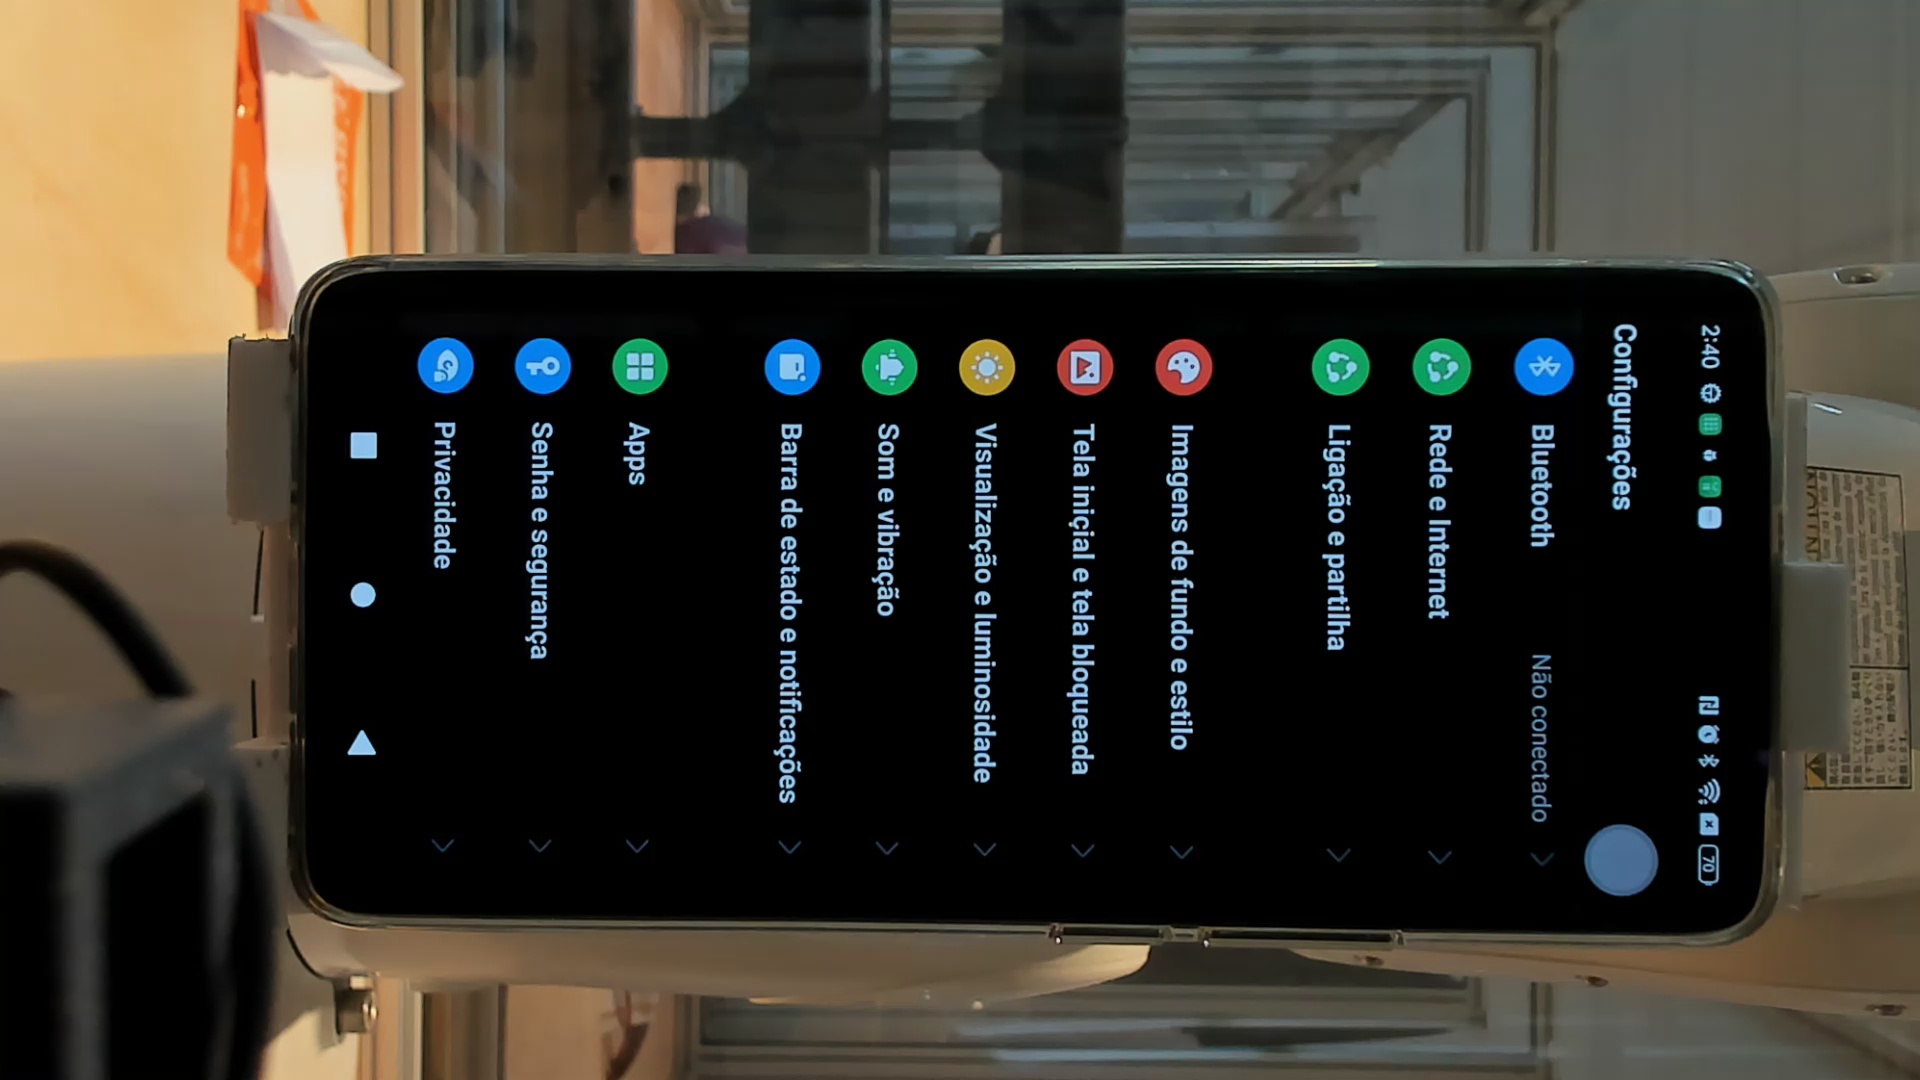 2:40
70
Configurações
Bluetooth Não conectado
Rede e Internet
Ligação e partilha
Imagens de fundo e estilo
Tela inicial e tela bloqueada
Visualização e luminosidade
Som e vibração
Barra de estado e notificações
Apps
Senha e segurança
Privacidade